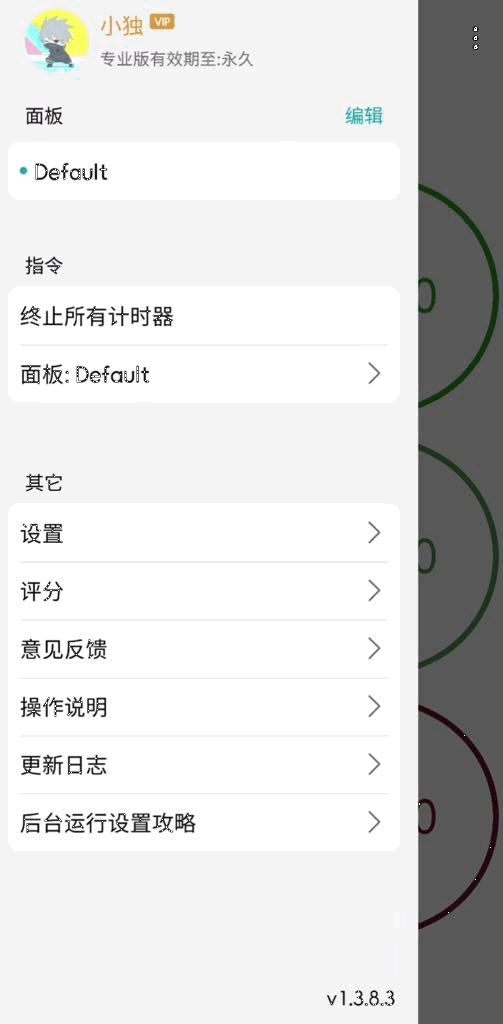 小独 VIP
专业版有效期至:永久
面板 编辑
Default
指令
终止所有计时器
面板: Default
其它
设置
评分
意见反馈
操作说明
更新日志
后台运行设置攻略
v1.3.8.3
0
0
0